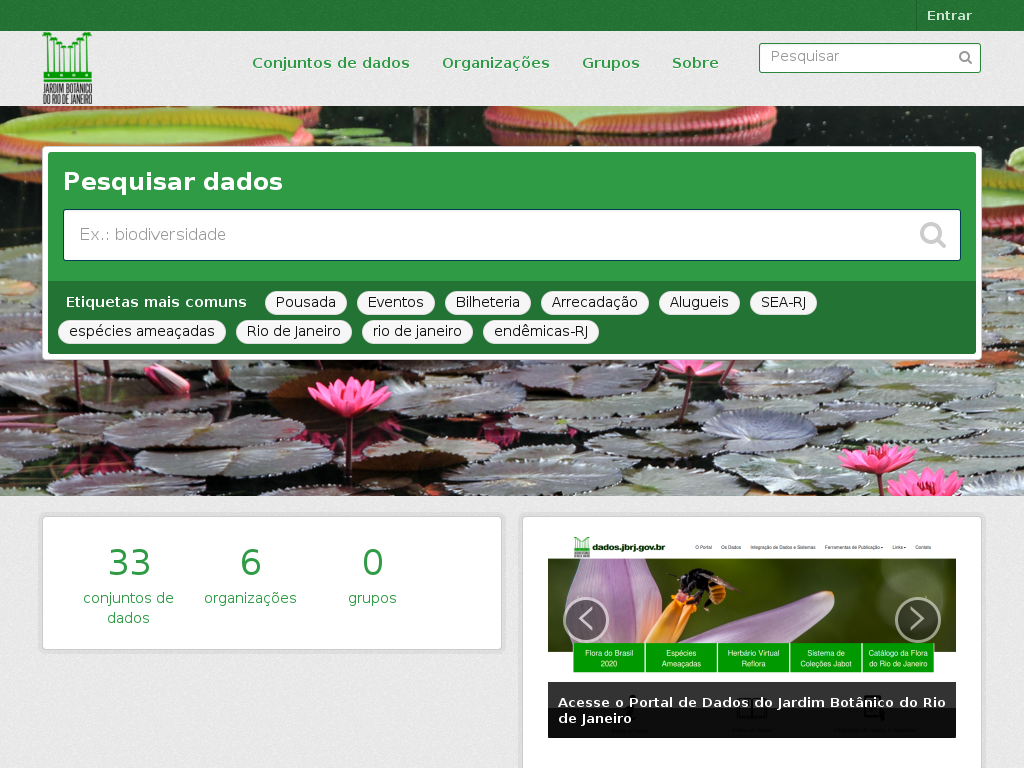 Entrar
JARDIM BOTÂNICO
DO RIO DE JANEIRO
Conjuntos de dados
Organizações
Grupos
Sobre
Pesquisar
Pesquisar dados
Ex.: biodiversidade
Etiquetas mais comuns
Pousada
Eventos
Bilheteria
Arrecadação
Alugueis
SEA-RJ
espécies ameaçadas
Rio de Janeiro
rio de janeiro
endêmicas-RJ
33
conjuntos de
dados
6
organizações
0
grupos
dados.jbrj.gov.br
O Portal
Os Dados
Integração de Dados e Sistemas
Ferramentas de Publicação
Links
Contato
Flora do Brasil
2020
Espécies
Ameaçadas
Herbário Virtual
Reflora
Sistema de
Coleções Jabot
Catálogo da Flora
do Rio de Janeiro
Acesse o Portal de Dados do Jardim Botânico do Rio
de Janeiro